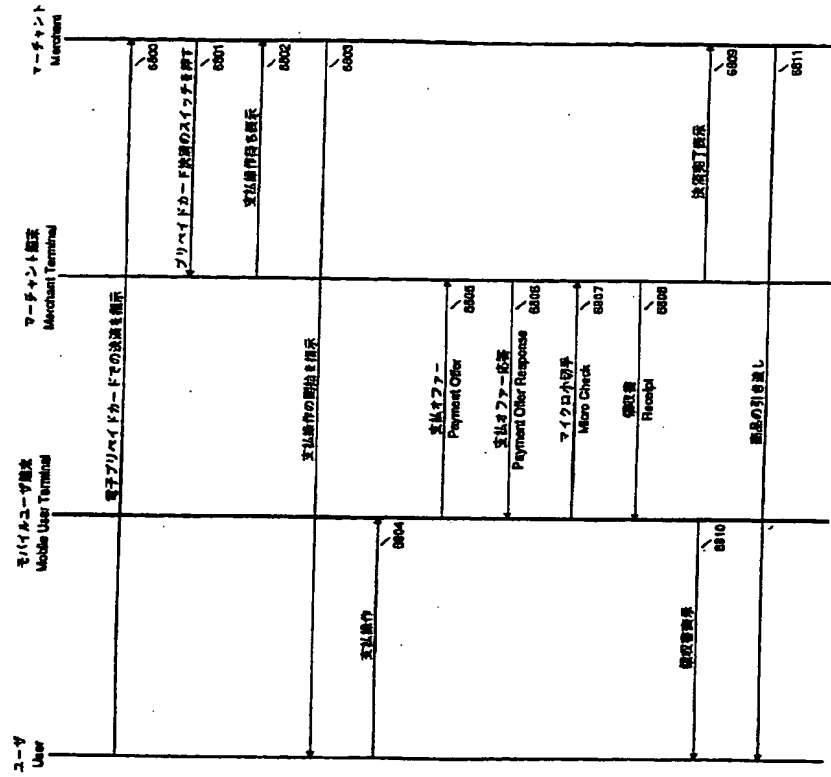 ユーザ
User
モバイルユーザ端末
Mobile User Terminal
マーチャント端末
Merchant Terminal
マーチャント
Merchant
電子プリペイドカードでの決済を指示
6800
プリペイドカード決済のスイッチを押す
6801
支払操作待ち表示
6802
支払操作の開始を指示
6803
支払操作
6804
支払オファー
Payment Offer
6805
支払オファー応答
Payment Offer Response
6806
マイクロ小切手
Micro Check
6807
領収書
Receipt
6808
決済完了表示
6809
領収書表示
6810
商品の引き渡し
6811